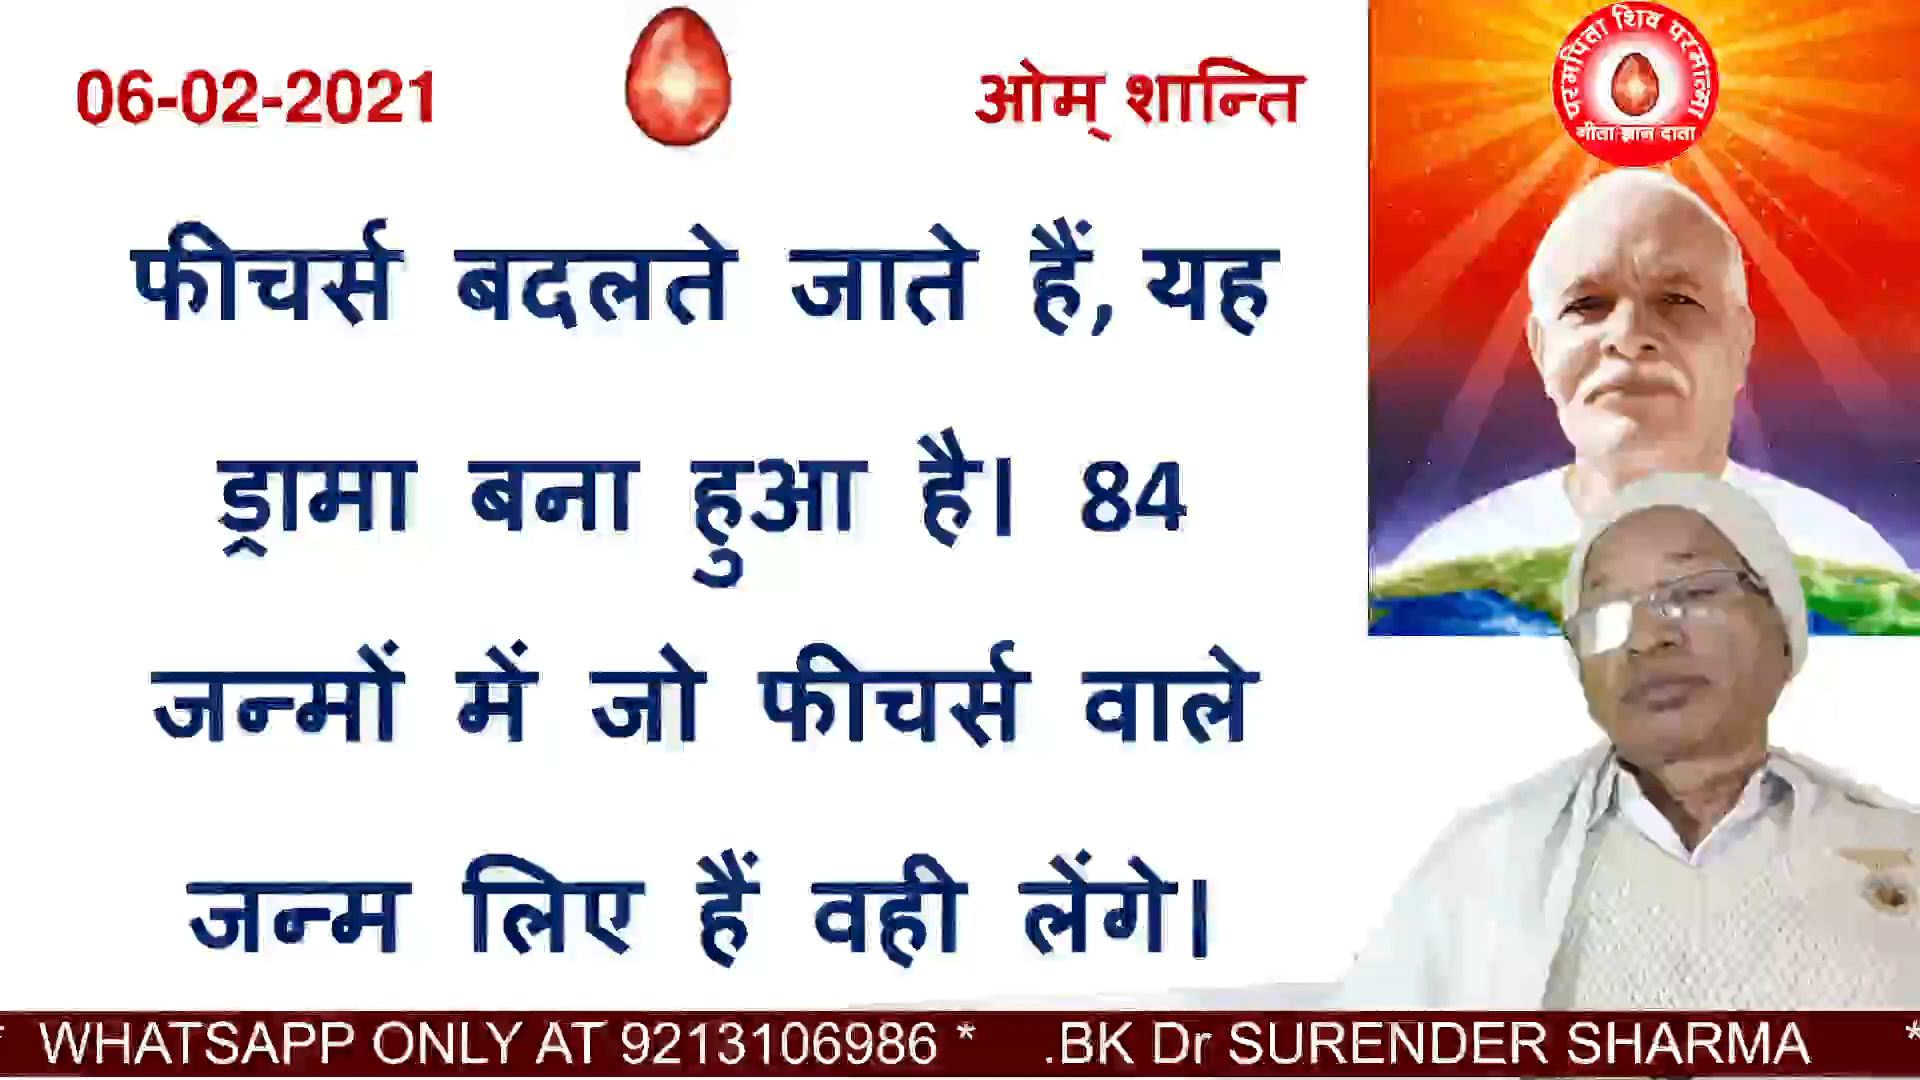 06-02-2021
ओम् शान्ति
परमपिता शिव परमात्मा
गीता ज्ञान दाता
फीचर्स बदलते जाते हैं, यह
ड्रामा बना हुआ है। 84
जन्मों में जो फीचर्स वाले
जन्म लिए हैं वही लेंगे।
* WHATSAPP ONLY AT 9213106986 * .BK Dr SURENDER SHARMA *